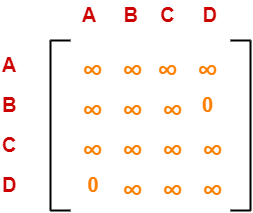 A B C D
A ∞ ∞ ∞ ∞
B ∞ ∞ ∞ 0
C ∞ ∞ ∞ ∞
D 0 ∞ ∞ ∞